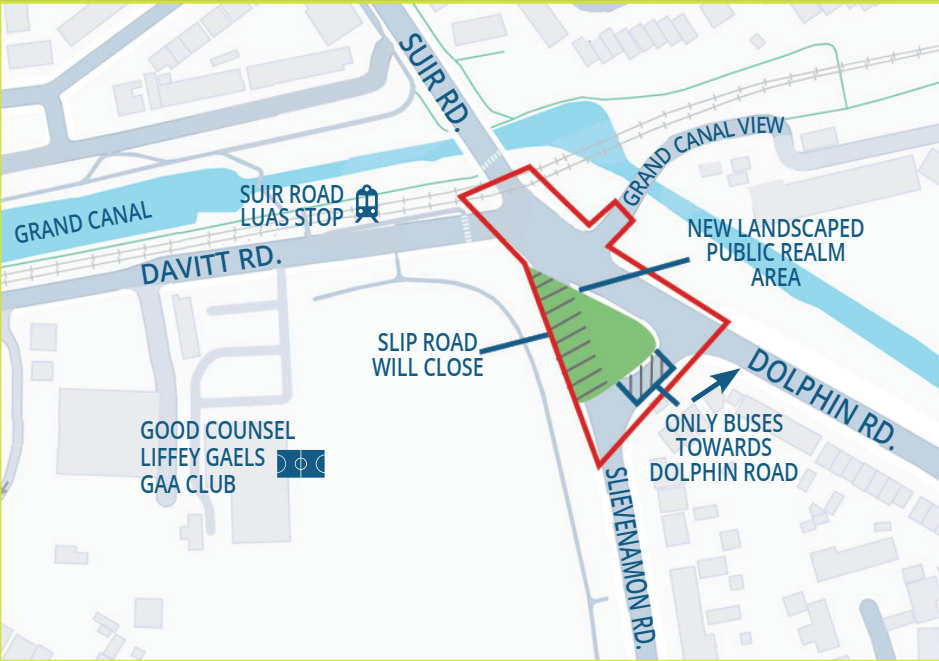 SUIR RD.
GRAND CANAL VIEW
SUIR ROAD
LUAS STOP
GRAND CANAL
DAVITT RD.
NEW LANDSCAPED
PUBLIC REALM
AREA
SLIP ROAD
WILL CLOSE
DOLPHIN RD.
ONLY BUSES
TOWARDS
DOLPHIN ROAD
GOOD COUNSEL
LIFFEY GAELS
GAA CLUB
SLIEVENAMON RD.